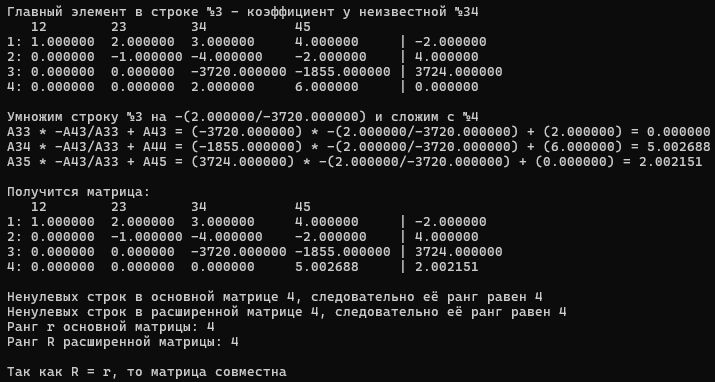 Главный элемент в строке №3 - коэффициент у неизвестной №34
12 23 34 45
1: 1.000000 2.000000 3.000000 4.000000 | -2.000000
2: 0.000000 -1.000000 -4.000000 -2.000000 | 4.000000
3: 0.000000 0.000000 -3720.000000 -1855.000000 | 3724.000000
4: 0.000000 0.000000 2.000000 6.000000 | 0.000000
Умножим строку №3 на -(2.000000/-3720.000000) и сложим с №4
A33 * -A43/A33 + A43 = (-3720.000000) * -(2.000000/-3720.000000) + (2.000000) = 0.000000
A34 * -A43/A33 + A44 = (-1855.000000) * -(2.000000/-3720.000000) + (6.000000) = 5.002688
A35 * -A43/A33 + A45 = (3724.000000) * -(2.000000/-3720.000000) + (0.000000) = 2.002151
Получится матрица:
12 23 34 45
1: 1.000000 2.000000 3.000000 4.000000 | -2.000000
2: 0.000000 -1.000000 -4.000000 -2.000000 | 4.000000
3: 0.000000 0.000000 -3720.000000 -1855.000000 | 3724.000000
4: 0.000000 0.000000 0.000000 5.002688 | 2.002151
Ненулевых строк в основной матрице 4, следовательно её ранг равен 4
Ненулевых строк в расширенной матрице 4, следовательно её ранг равен 4
Ранг r основной матрицы: 4
Ранг R расширенной матрицы: 4
Так как R = r, то матрица совместна